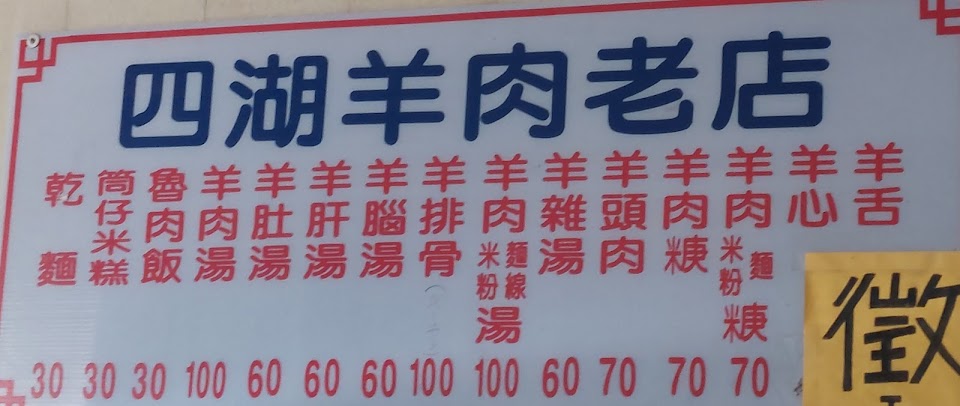 四湖羊肉老店
羊舌
羊心
羊肉米粉麵䊗 70
羊肉䊗 70
羊頭肉 70
羊雜湯 60
羊肉米粉麵線湯 100
羊排骨 100
羊腦湯 60
羊肝湯 60
羊肚湯 60
羊肉湯 100
魯肉飯 30
筒仔米糕 30
乾麵 30
徵